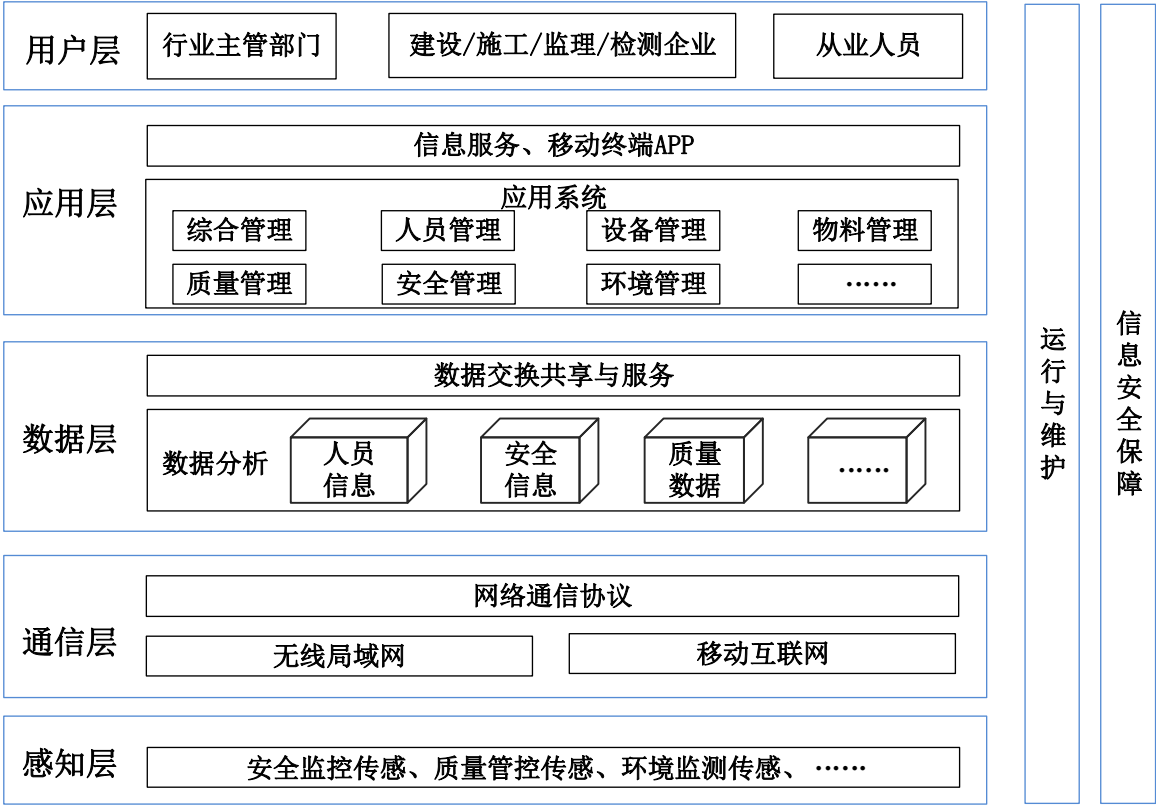 用户层
行业主管部门
建设/施工/监理/检测企业
从业人员
应用层
信息服务、移动终端APP
应用系统
综合管理
人员管理
设备管理
物料管理
质量管理
安全管理
环境管理
……
数据层
数据交换共享与服务
数据分析
人员
信息
安全
信息
质量
数据
……
通信层
网络通信协议
无线局域网
移动互联网
感知层
安全监控传感、质量管控传感、环境监测传感、……
运行与维护
信息安全保障